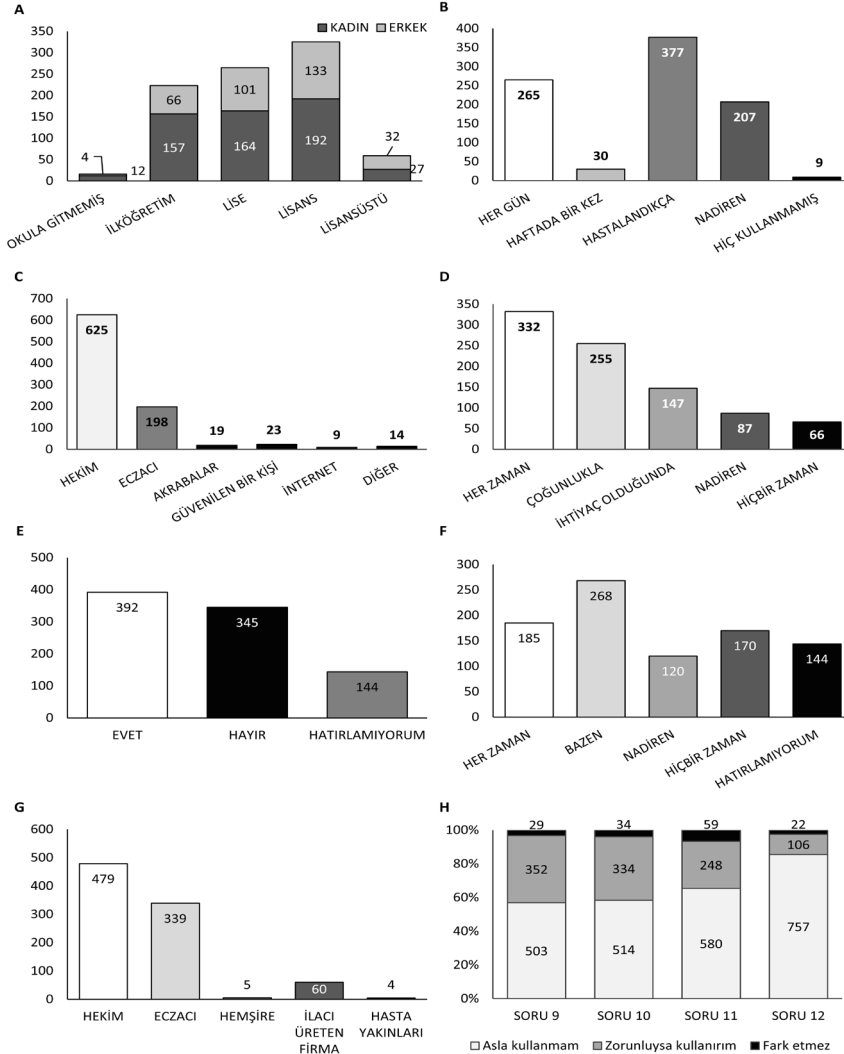 A
KADIN ERKEK
350
300
250
200
150
100
50
0
4
12
66
157
101
164
133
192
32
27
OKULA GİTMEMİŞ
İLKÖĞRETİM
LİSE
LİSANS
LİSANSÜSTÜ
B
450
400
350
300
250
200
150
100
50
0
265
30
377
207
9
HER GÜN
HAFTADA BİR KEZ
HASTALANDIKÇA
NADİREN
HİÇ KULLANMAMIŞ
C
700
600
500
400
300
200
100
0
625
198
19
23
9
14
HEKİM
ECZACI
AKRABALAR
GÜVENİLEN BİR KİŞİ
İNTERNET
DİĞER
D
350
300
250
200
150
100
50
0
332
255
147
87
66
HER ZAMAN
ÇOĞUNLUKLA
İHTİYAÇ OLDUĞUNDA
NADİREN
HİÇBİR ZAMAN
E
500
400
300
200
100
0
392
345
144
EVET HAYIR HATIRLAMIYORUM
F
300
250
200
150
100
50
0
185
268
120
170
144
HER ZAMAN
BAZEN
NADİREN
HİÇBİR ZAMAN
HATIRLAMIYORUM
G
600
500
400
300
200
100
0
479
339
5
60
4
HEKİM
ECZACI
HEMŞİRE
İLACI
ÜRETEN
FİRMA
HASTA
YAKINLARI
H
100%
80%
60%
40%
20%
0%
29 34 59 22
352 334 248 106
503 514 580 757
SORU 9 SORU 10 SORU 11 SORU 12
Asla kullanmam Zorunluysa kullanırım Fark etmez